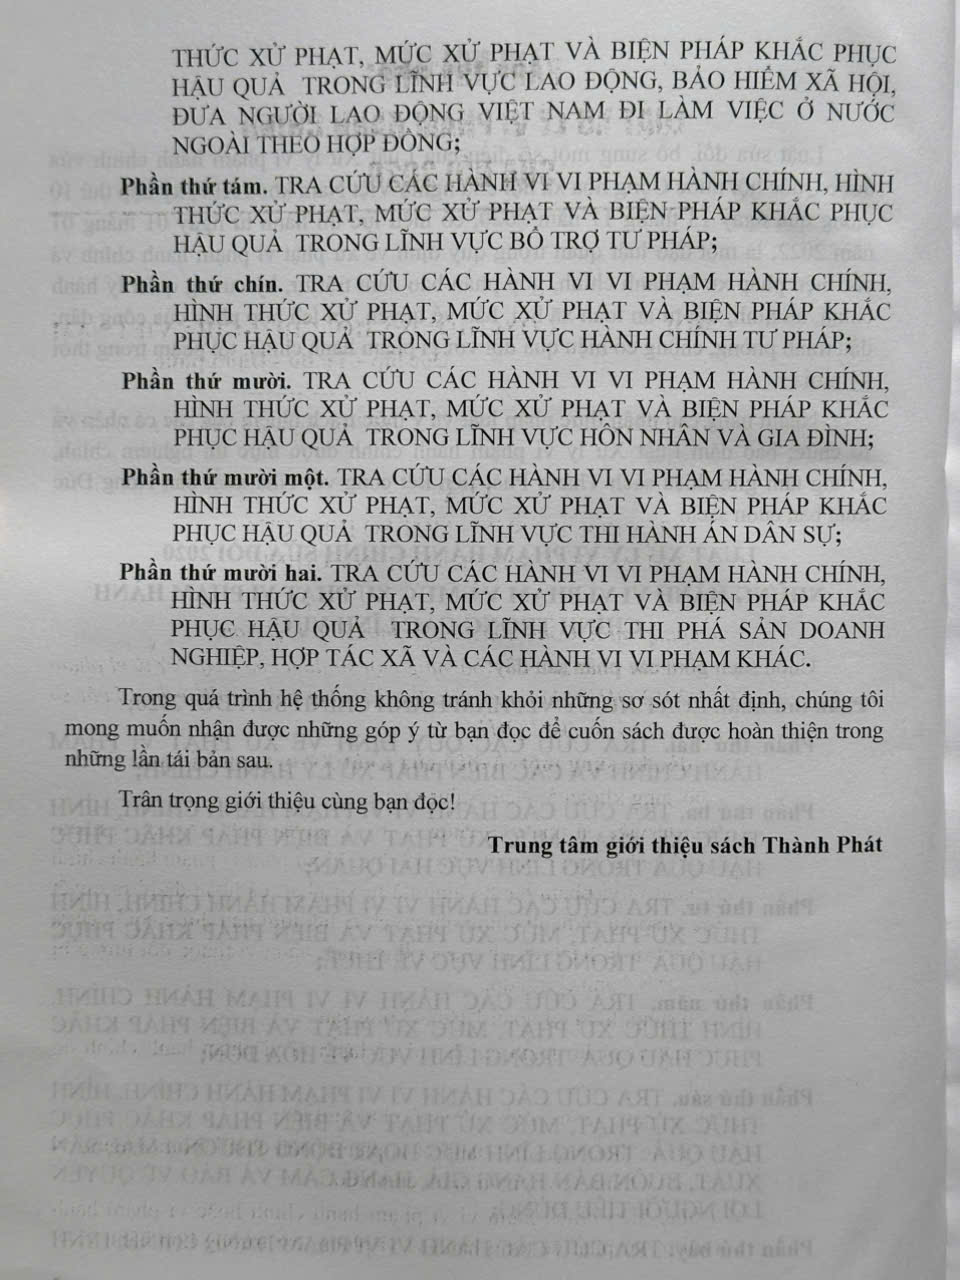 THỨC XỬ PHẠT, MỨC XỬ PHẠT VÀ BIỆN PHÁP KHẮC PHỤC
HẬU QUẢ TRONG LĨNH VỰC LAO ĐỘNG, BẢO HIỂM XÃ HỘI,
ĐƯA NGƯỜI LAO ĐỘNG VIỆT NAM ĐI LÀM VIỆC Ở NƯỚC
NGOÀI THEO HỢP ĐỒNG;
Phần thứ tám. TRA CỨU CÁC HÀNH VI VI PHẠM HÀNH CHÍNH, HÌNH
THỨC XỬ PHẠT, MỨC XỬ PHẠT VÀ BIỆN PHÁP KHẮC PHỤC
HẬU QUẢ TRONG LĨNH VỰC BỔ TRỢ TƯ PHÁP;
Phần thứ chín. TRA CỨU CÁC HÀNH VI VI PHẠM HÀNH CHÍNH,
HÌNH THỨC XỬ PHẠT, MỨC XỬ PHẠT VÀ BIỆN PHÁP KHẮC
PHỤC HẬU QUẢ TRONG LĨNH VỰC HÀNH CHÍNH TƯ PHÁP;
Phần thứ mười. TRA CỨU CÁC HÀNH VI VI PHẠM HÀNH CHÍNH,
HÌNH THỨC XỬ PHẠT, MỨC XỬ PHẠT VÀ BIỆN PHÁP KHẮC
PHỤC HẬU QUẢ TRONG LĨNH VỰC HÔN NHÂN VÀ GIA ĐÌNH;
Phần thứ mười một. TRA CỨU CÁC HÀNH VI VI PHẠM HÀNH CHÍNH,
HÌNH THỨC XỬ PHẠT, MỨC XỬ PHẠT VÀ BIỆN PHÁP KHẮC
PHỤC HẬU QUẢ TRONG LĨNH VỰC THI HÀNH ÁN DÂN SỰ;
Phần thứ mười hai. TRA CỨU CÁC HÀNH VI VI PHẠM HÀNH CHÍNH,
HÌNH THỨC XỬ PHẠT, MỨC XỬ PHẠT VÀ BIỆN PHÁP KHẮC
PHỤC HẬU QUẢ TRONG LĨNH VỰC THI PHÁ SẢN DOANH
NGHIỆP, HỢP TÁC XÃ VÀ CÁC HÀNH VI VI PHẠM KHÁC.
Trong quá trình hệ thống không tránh khỏi những sơ sót nhất định, chúng tôi
mong muốn nhận được những góp ý từ bạn đọc để cuốn sách được hoàn thiện trong
những lần tái bản sau.
Trân trọng giới thiệu cùng bạn đọc!
Trung tâm giới thiệu sách Thành Phát